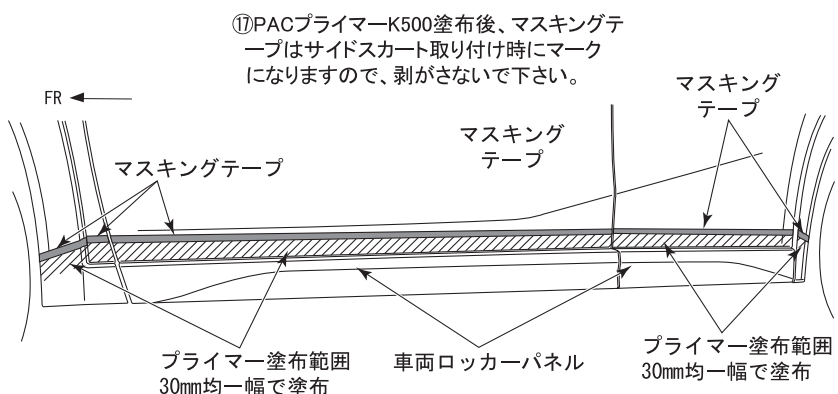 ⑰PACプライマーK500塗布後、マスキングテ
ープはサイドスカート取り付け時にマーク
になりますので、剥がさないで下さい。
FR
マスキング
テープ
マスキング
テープ
マスキングテープ
プライマー塗布範囲
30mm均一幅で塗布
車両ロッカーパネル
プライマー塗布範囲
30mm均一幅で塗布